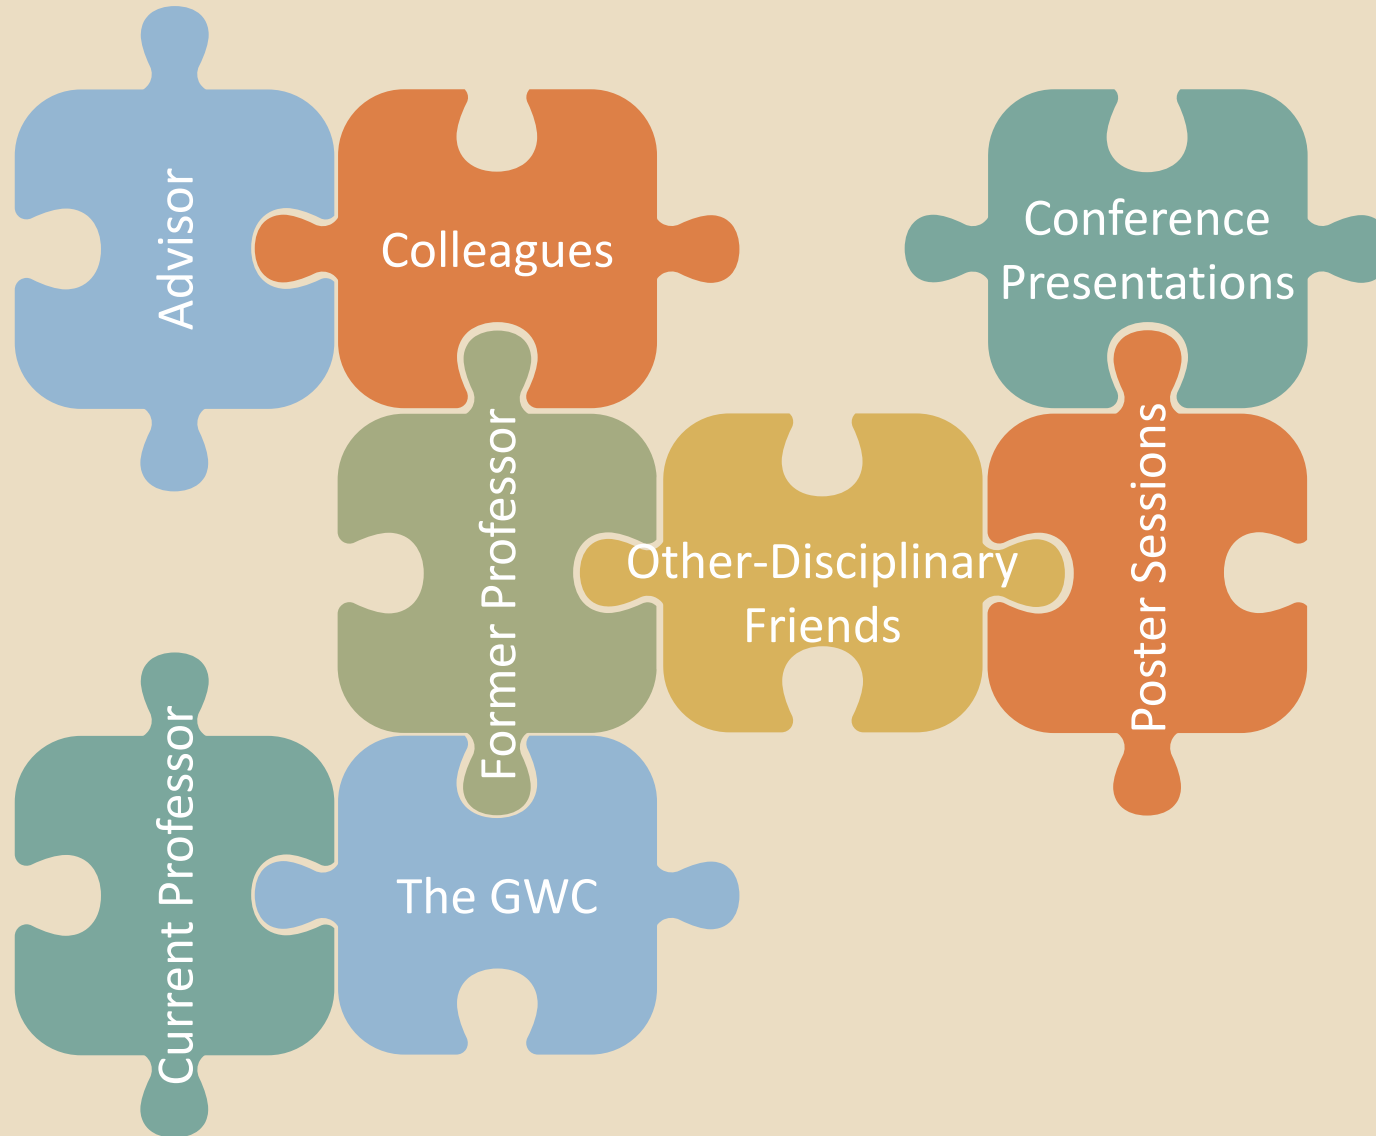 Advisor
Colleagues
Conference
Presentations
Former Professor
Other-Disciplinary
Friends
Poster Sessions
Current Professor
The GWC